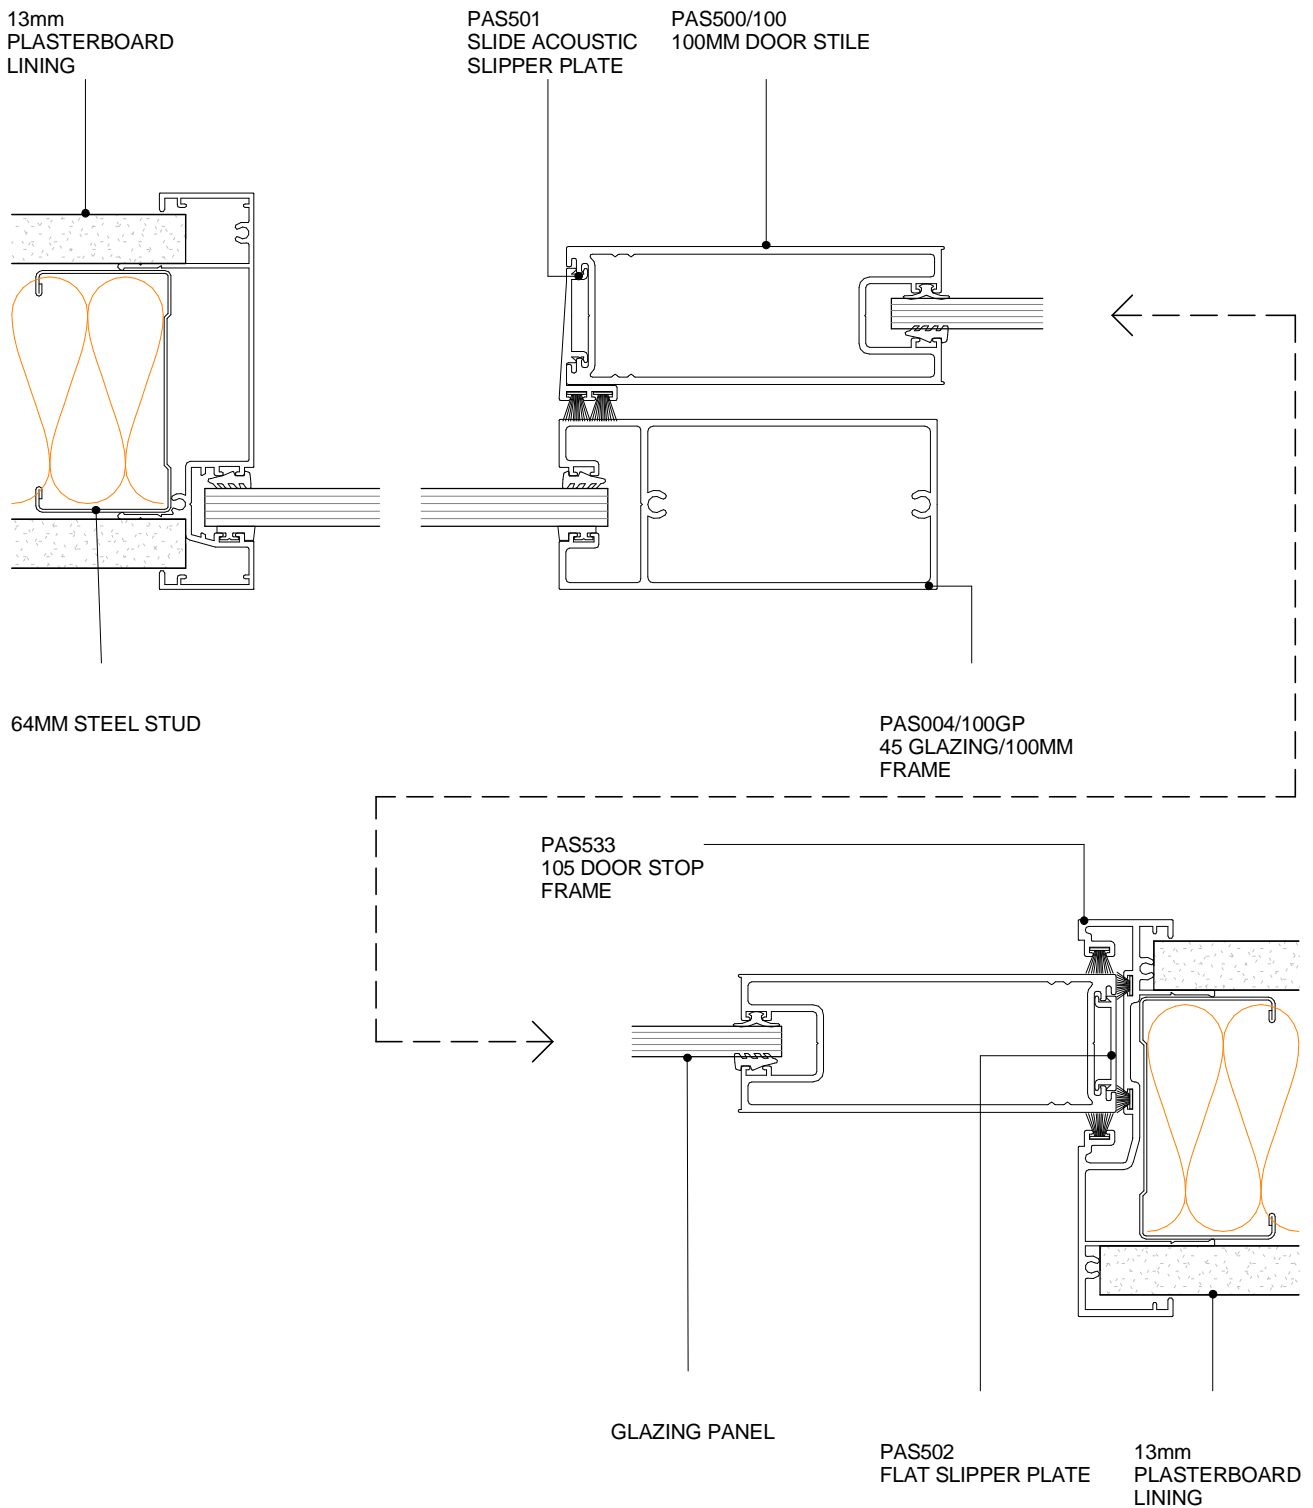 13mm
PLASTERBOARD
LINING
PAS501
SLIDE ACOUSTIC
SLIPPER PLATE
PAS500/100
100MM DOOR STILE
64MM STEEL STUD
PAS004/100GP
45 GLAZING/100MM
FRAME
PAS533
105 DOOR STOP
FRAME
GLAZING PANEL
PAS502
FLAT SLIPPER PLATE
13mm
PLASTERBOARD
LINING